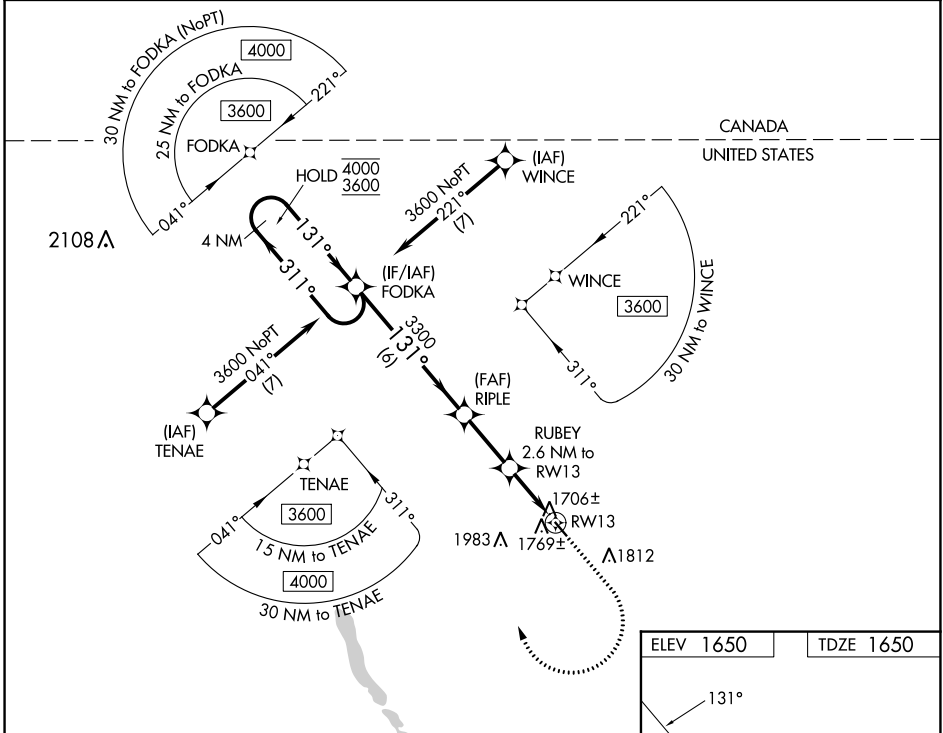 30 NM to FODKA (NoPT)
4000
25 NM to FODKA
3600
221°
FODKA
041°
CANADA
UNITED STATES
HOLD 4000
3600
(IAF)
WINCE
3600 NoPT
221°
(7)
2108
4 NM
131°
311°
(IF/IAF)
FODKA
221°
WINCE
3600
311°
30 NM to WINCE
3300
131°
(6)
3600 NoPT
041°
(7)
(IAF)
TENAE
(FAF)
RIPLE
RUBEY
2.6 NM to
RW13
TENAE
041°
311°
3600
15 NM to TENAE
4000
30 NM to TENAE
1706±
RW13
1983
1769±
1812
ELEV 1650
TDZE 1650
131°